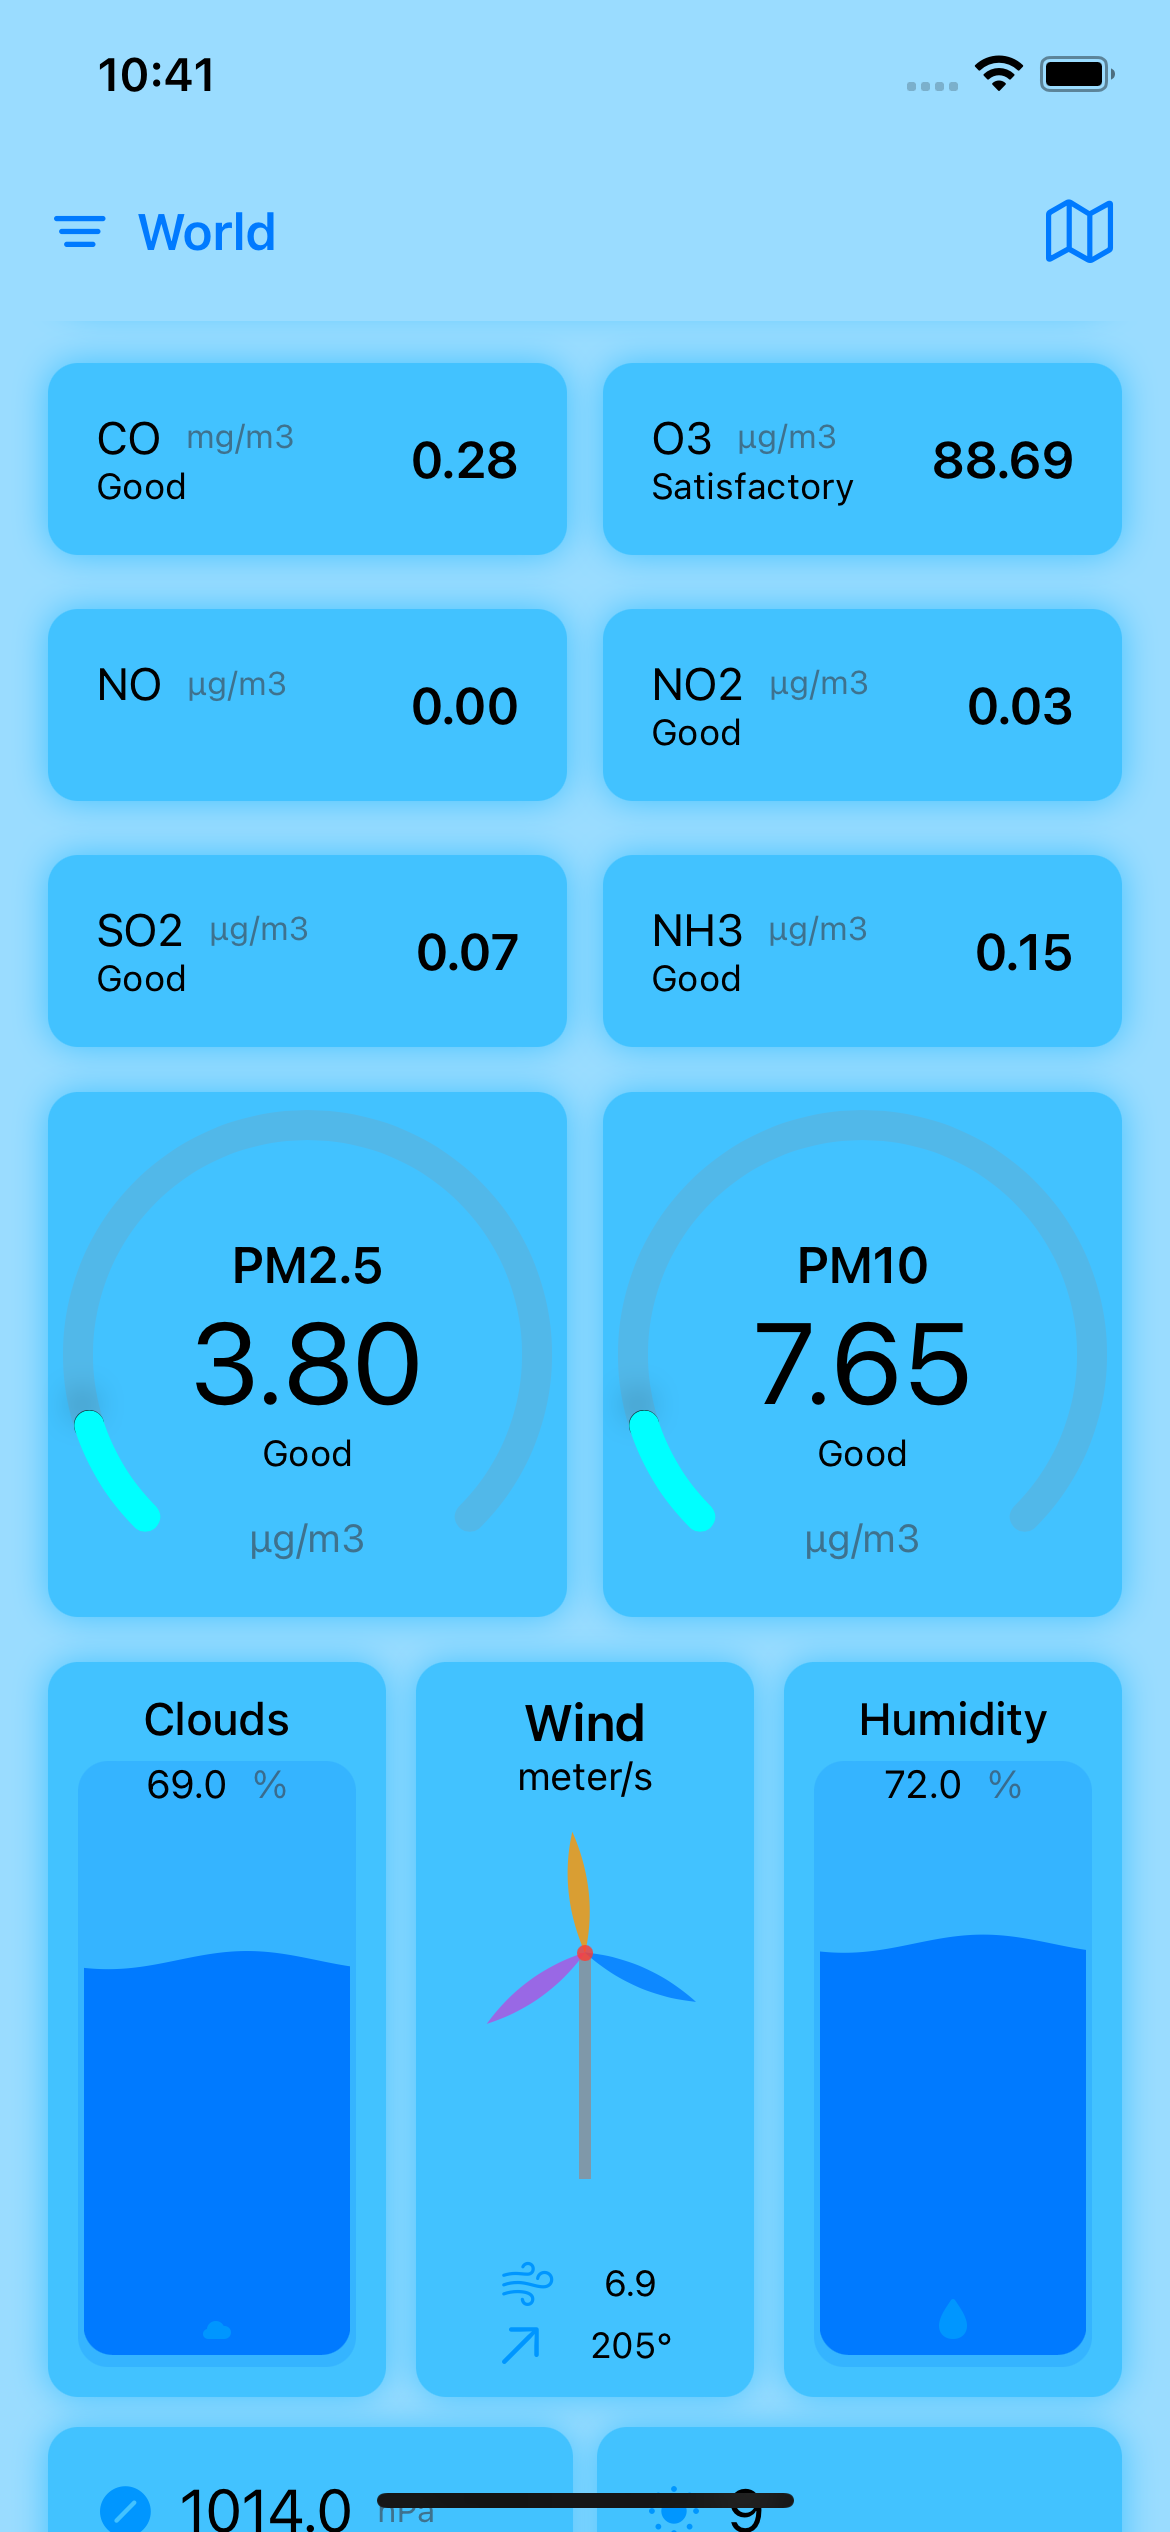 10:41
World
CO mg/m3
Good
0.28
O3 µg/m3
Satisfactory
88.69
NO µg/m3
0.00
NO2 µg/m3
Good
0.03
SO2 µg/m3
Good
0.07
NH3 µg/m3
Good
0.15
PM2.5
3.80
Good
µg/m3
PM10
7.65
Good
µg/m3
Clouds
69.0 %
Wind
meter/s
6.9
205°
Humidity
72.0 %
1014.0 hPa
9